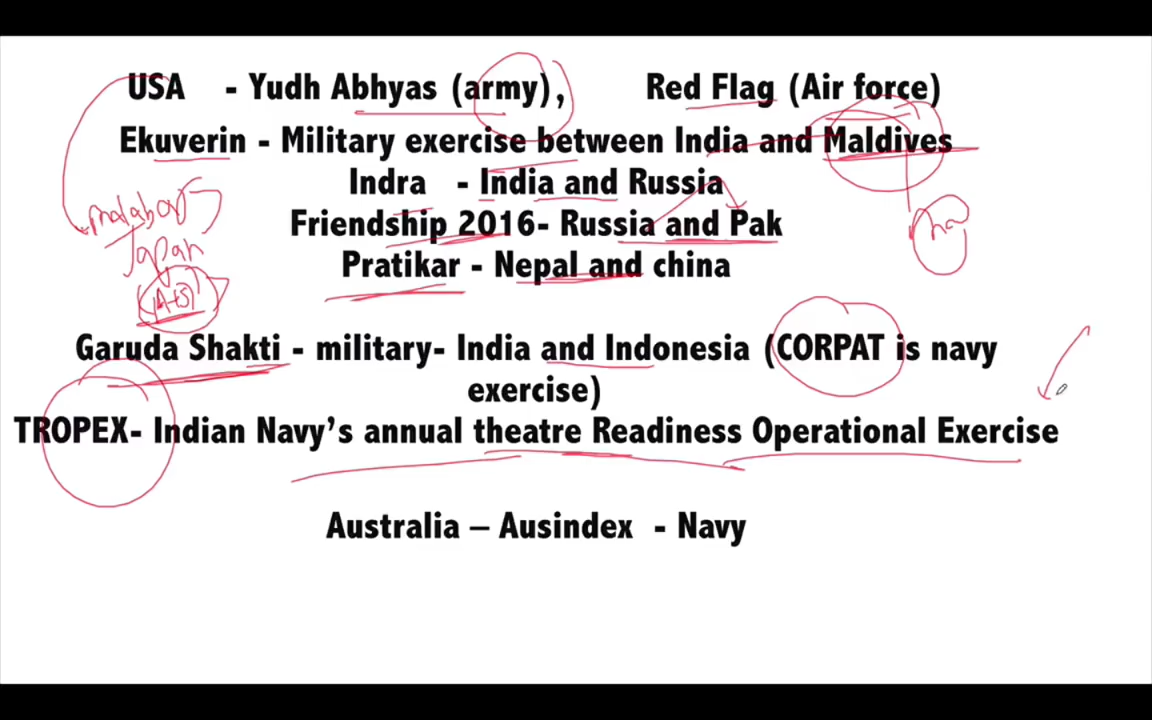 USA - Yudh Abhyas (army), Red Flag (Air force)
Ekuverin - Military exercise between India and Maldives
Indra - India and Russia
malabar
Friendship 2016- Russia and Pak
Japan
Pratikar - Nepal and china
Garuda Shakti - military- India and Indonesia (CORPAT is navy
exercise)
TROPEX- Indian Navy's annual theatre Readiness Operational Exercise
Australia – Ausindex - Navy